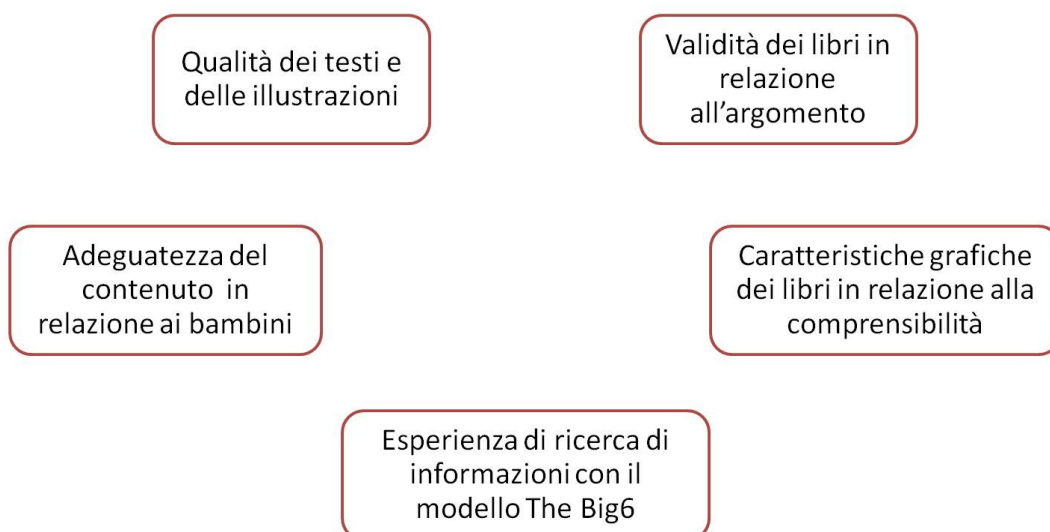 Qualità dei testi e
delle illustrazioni
Validità dei libri in
relazione
all'argomento
Adeguatezza del
contenuto in
relazione ai bambini
Caratteristiche grafiche
dei libri in relazione alla
comprensibilità
Esperienza di ricerca di
informazioni con il
modello The Big6